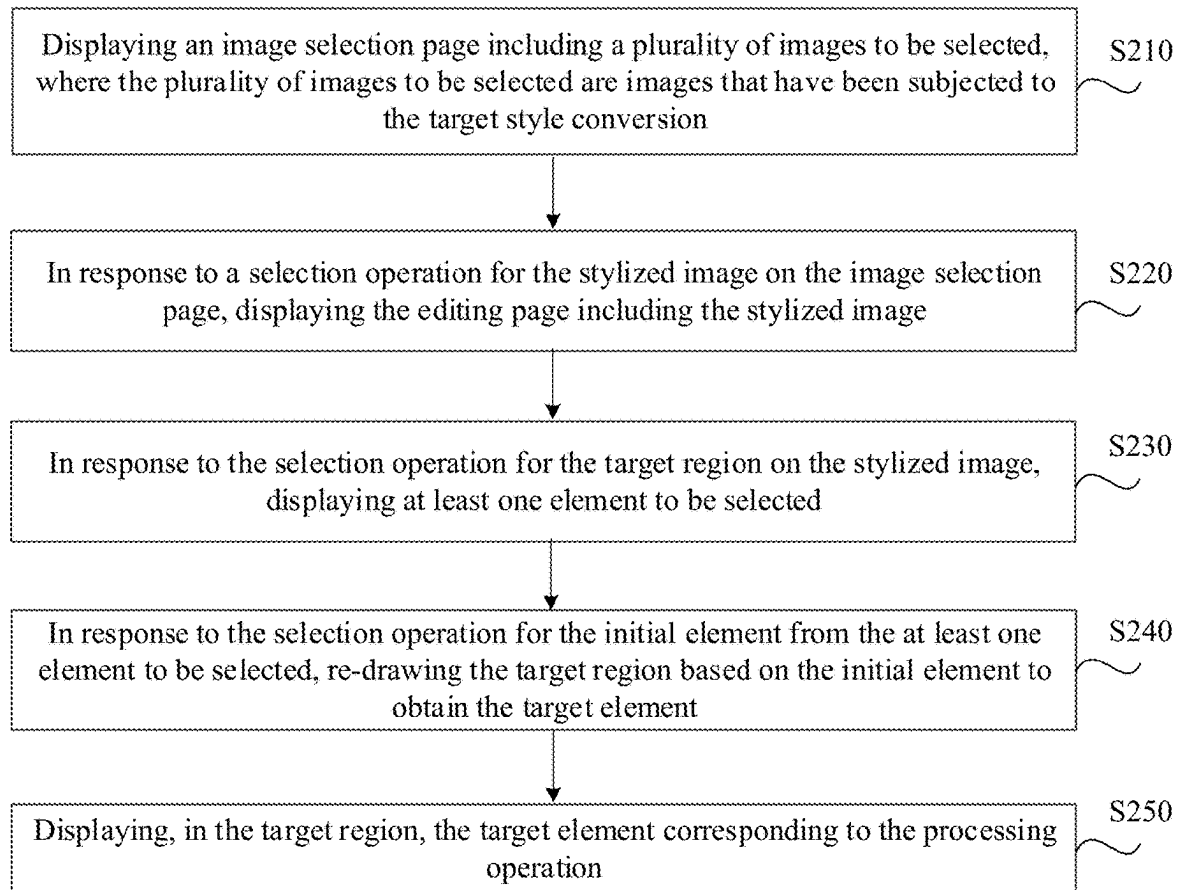 Displaying an image selection page including a plurality of images to be selected,
where the plurality of images to be selected are images that have been subjected to
the target style conversion
S210
In response to a selection operation for the stylized image on the image selection
page, displaying the editing page including the stylized image
S220
In response to the selection operation for the target region on the stylized image,
displaying at least one element to be selected
S230
In response to the selection operation for the initial element from the at least one
element to be selected, re-drawing the target region based on the initial element to
obtain the target element
S240
Displaying, in the target region, the target element corresponding to the processing
operation
S250